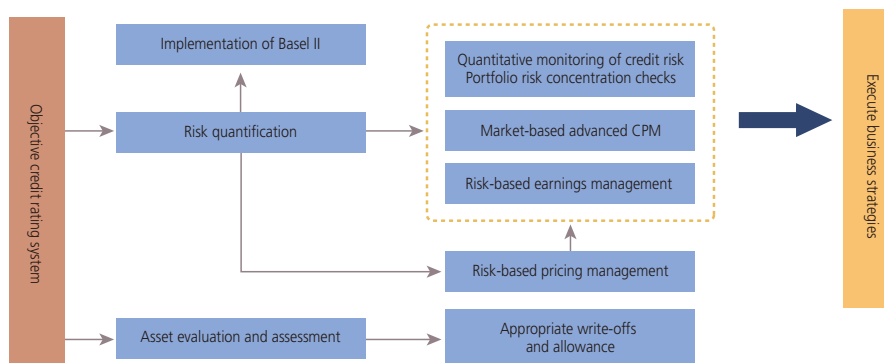 Objective credit rating system
Implementation of Basel II
Risk quantification
Quantitative monitoring of credit risk
Portfolio risk concentration checks
Market-based advanced CPM
Risk-based earnings management
Risk-based pricing management
Asset evaluation and assessment
Appropriate write-offs
and allowance
Execute business strategies